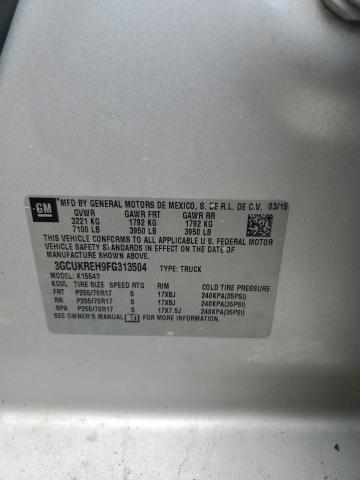 GM
MFD BY GENERAL MOTORS DE MEXICO, S. DE R.L. DE C.V. 03/15
GVWR GAWR FRT GAWR RR
3221 KG 1792 KG 1792 KG
7100 LB 3950 LB 3950 LB
THIS VEHICLE CONFORMS TO ALL APPLICABLE U.S. FEDERAL MOTOR
VEHICLE SAFETY STANDARDS IN EFFECT ON THE DATE OF
MANUFACTURE SHOWN ABOVE.
3GCUKREH9FG313504 TYPE: TRUCK
MODEL: K15543
KGVL TIRE SIZE SPEED RTG RIM COLD TIRE PRESSURE
FRT P255/70R17 S 17X8J 240KPA(35PSI)
RR P255/70R17 S 17X8J 240KPA(35PSI)
SPA P255/70R17 S 17X7.5J 240KPA(35PSI)
SEE OWNER'S MANUAL FOR MORE INFORMATION.